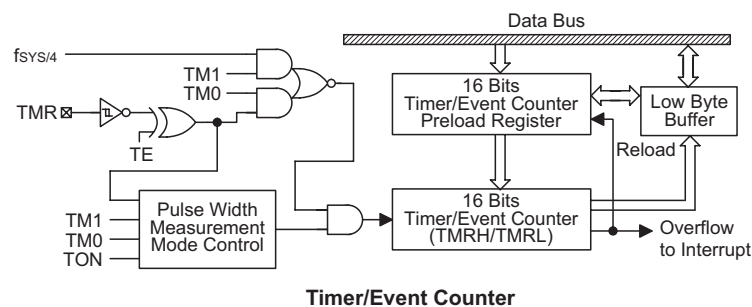 Data Bus
fSYS/4
TM1
TM0
TMR
TE
16 Bits
Timer/Event Counter
Preload Register
Low Byte
Buffer
Reload
TM1
TM0
TON
Pulse Width
Measurement
Mode Control
16 Bits
Timer/Event Counter
(TMRH/TMRL)
Overflow
to Interrupt
Timer/Event Counter